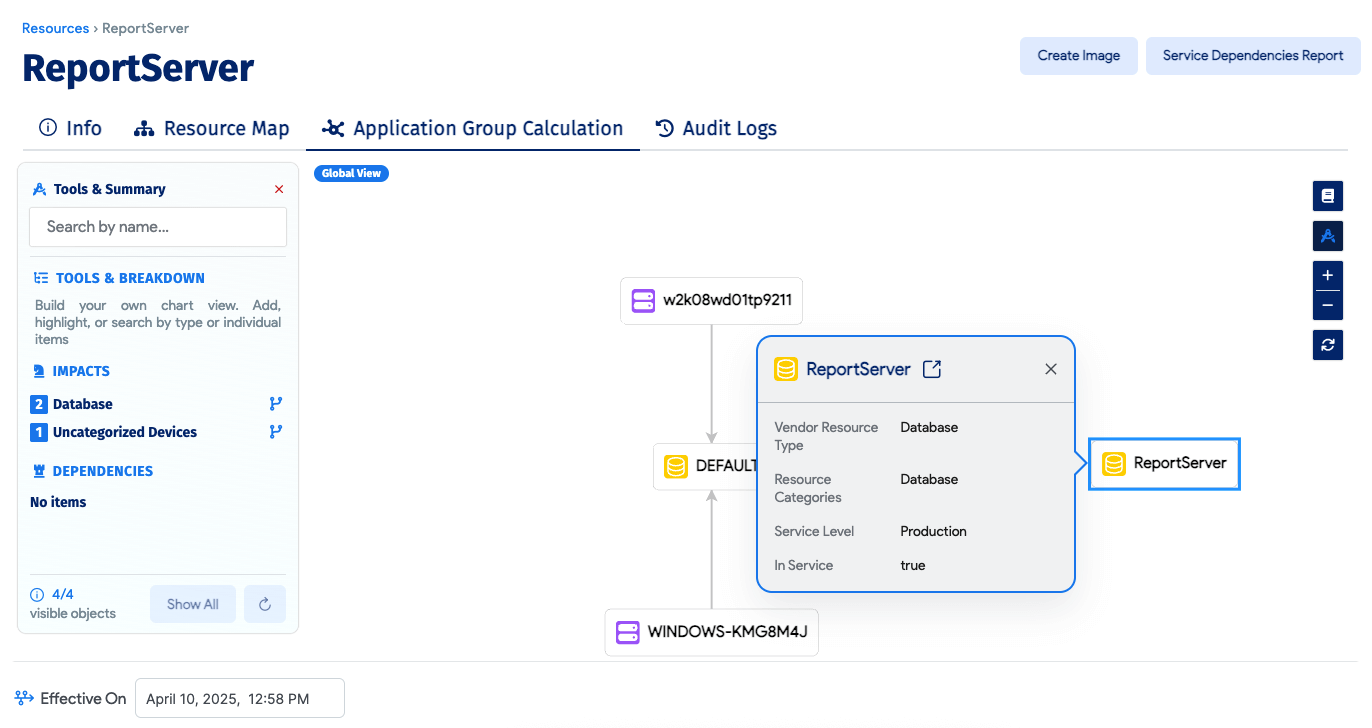 Resources › ReportServer
ReportServer
Create Image
Service Dependencies Report
Info
Resource Map
Application Group Calculation
Audit Logs
Tools & Summary
Search by name...
TOOLS & BREAKDOWN
Build your own chart view. Add,
highlight, or search by type or individual
items
IMPACTS
2 Database
1 Uncategorized Devices
DEPENDENCIES
No items
4/4
visible objects
Show All
Global View
w2k08wd01tp9211
DEFAULT
WINDOWS-KMG8M4J
ReportServer
Vendor Resource
Type
Database
Resource
Categories
Database
Service Level
Production
In Service
true
ReportServer
Effective On
April 10, 2025, 12:58 PM